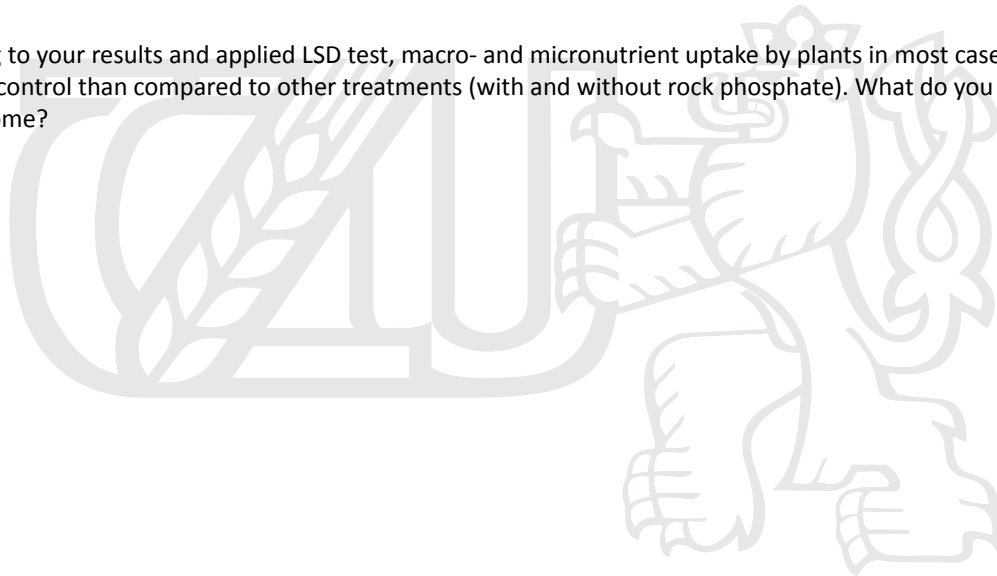 to your results and applied LSD test, macro- and micronutrient uptake by plants in most case
control than compared to other treatments (with and without rock phosphate). What do you
ome?
CZU